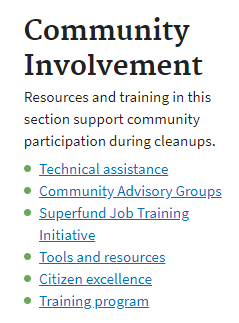 Community
Involvement
Resources and training in this
section support community
participation during cleanups.
Technical assistance
Community Advisory Groups
Superfund Job Training
Initiative
Tools and resources
Citizen excellence
Training program